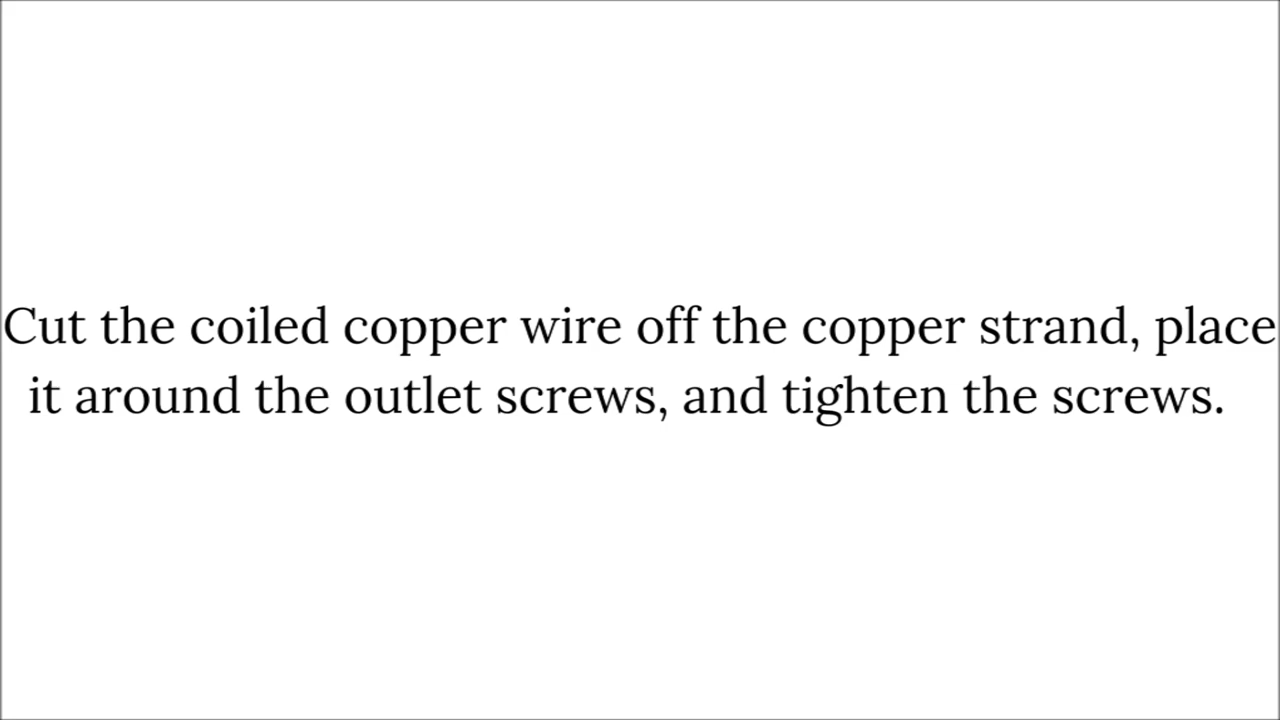 Cut the coiled copper wire off the copper strand, place
it around the outlet screws, and tighten the screws.